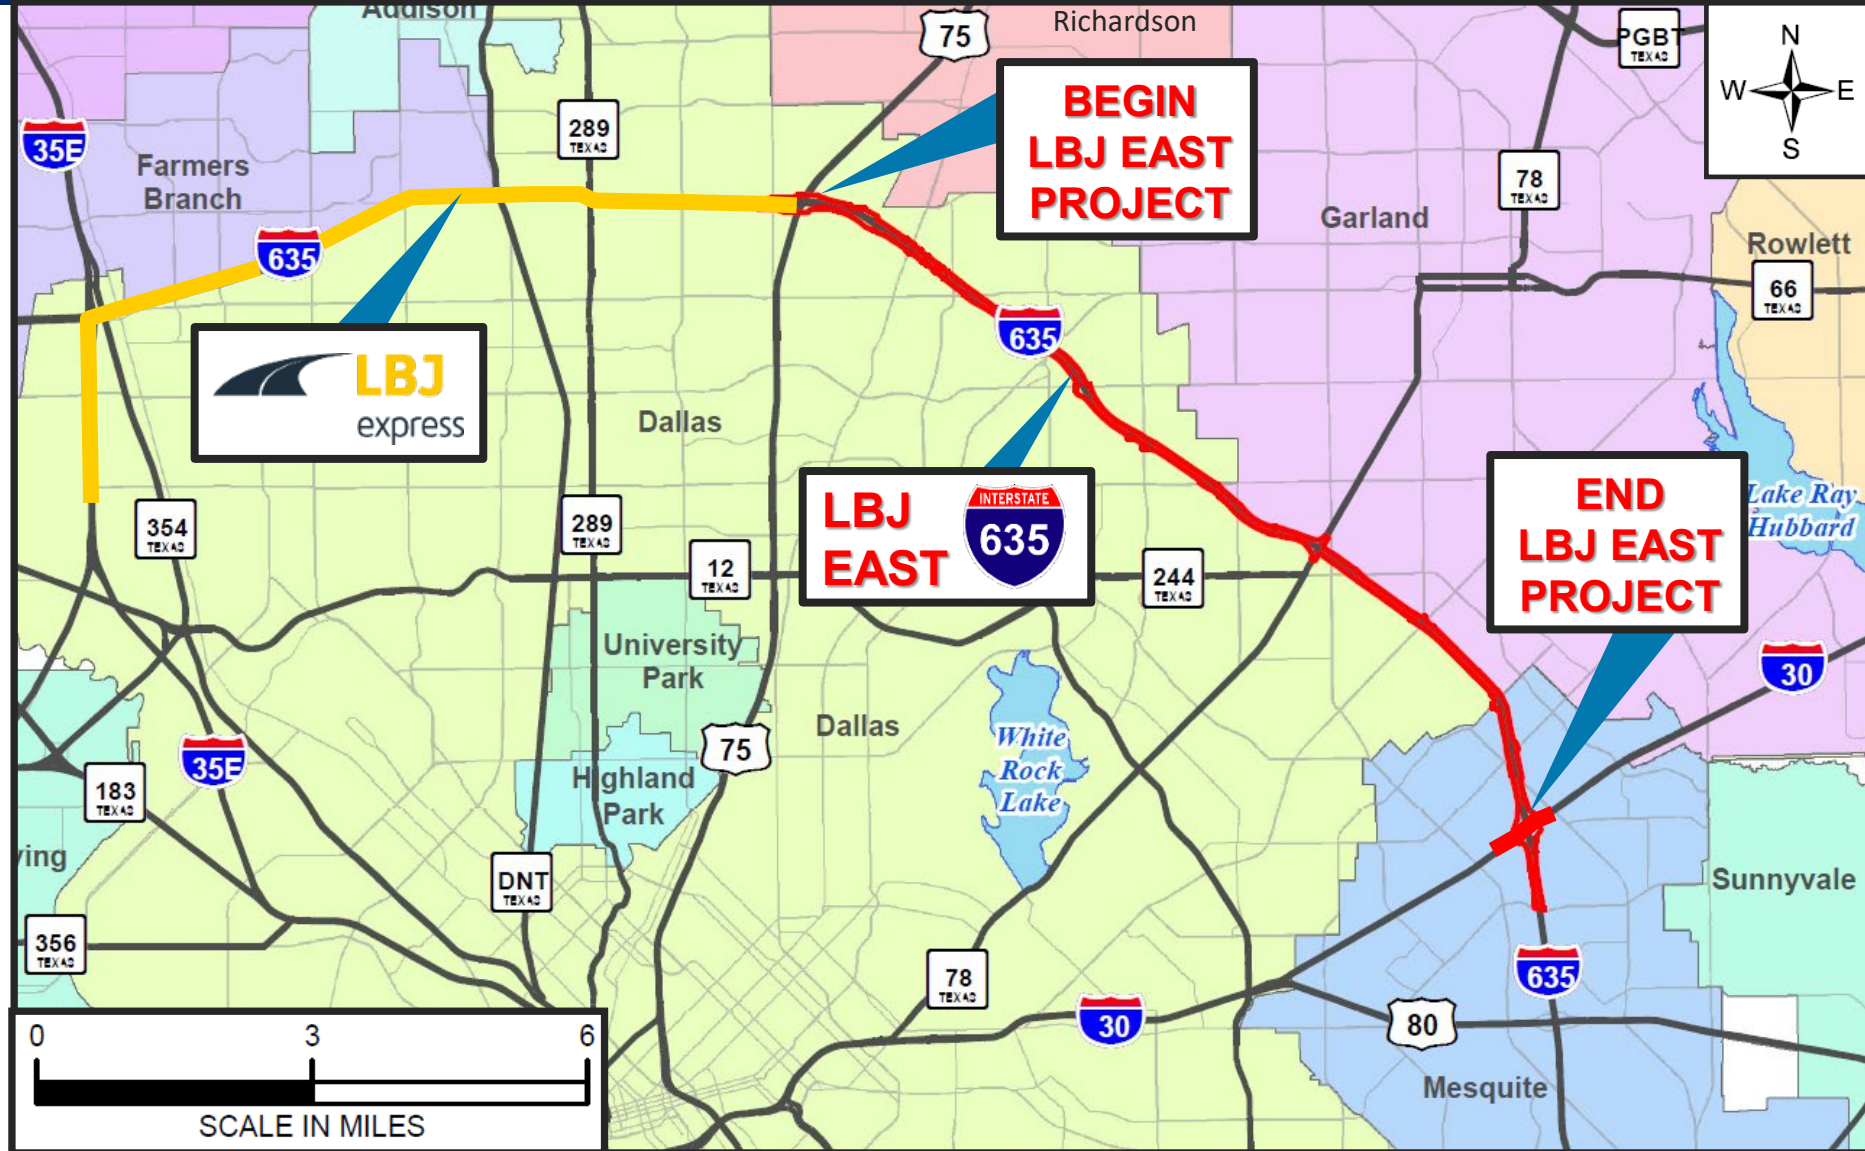 Addison
Richardson
75
PGBT
TEXAS
N
W E
S
BEGIN
LBJ EAST
PROJECT
289
TEXAS
35E
Farmers
Branch
78
TEXAS
Garland
Rowlett
635
66
TEXAS
635
LBJ
express
Dallas
LBJ
EAST
INTERSTATE
635
END
LBJ EAST
PROJECT
Lake Ray
Hubbard
354
TEXAS
289
TEXAS
12
TEXAS
244
TEXAS
University
Park
30
Dallas
75
White
Rock
Lake
35E
183
TEXAS
Highland
Park
ving
DNT
TEXAS
Sunnyvale
356
TEXAS
78
TEXAS
635
30
80
Mesquite
0 3 6
SCALE IN MILES